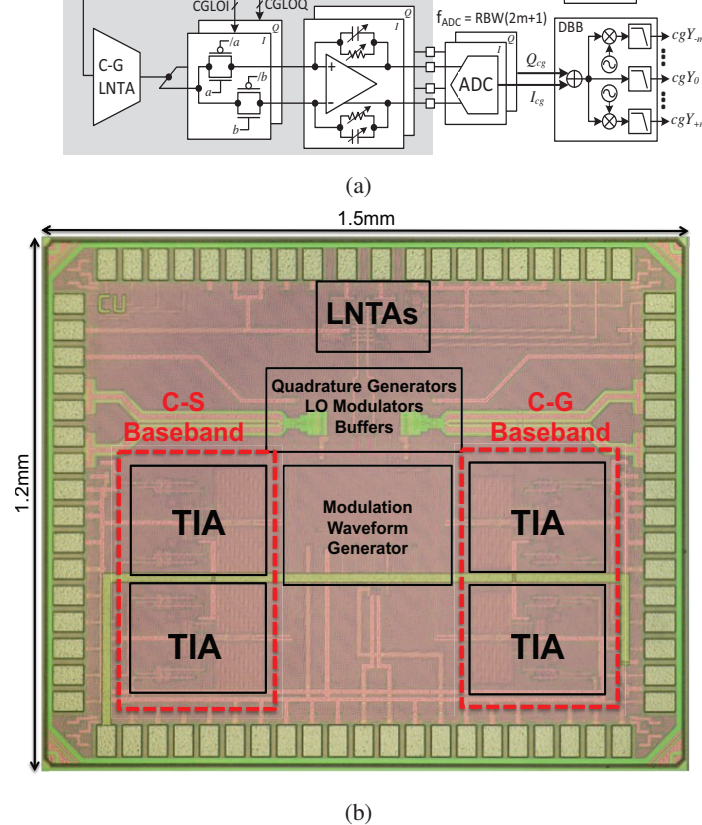 CGLOI
CGLOQ
f_ADC = RBW(2m+1)
DBB
C-G
LNTA
/a
a
/b
b
I
Q
+
−
I
Q
ADC
I
Q
Q_cg
I_cg
cgY_-m
cgY_0
cgY_+m
(a)
1.5mm
1.2mm
CU
LNTAs
Quadrature Generators
LO Modulators
Buffers
C-S
Baseband
C-G
Baseband
TIA
Modulation
Waveform
Generator
TIA
TIA
TIA
(b)